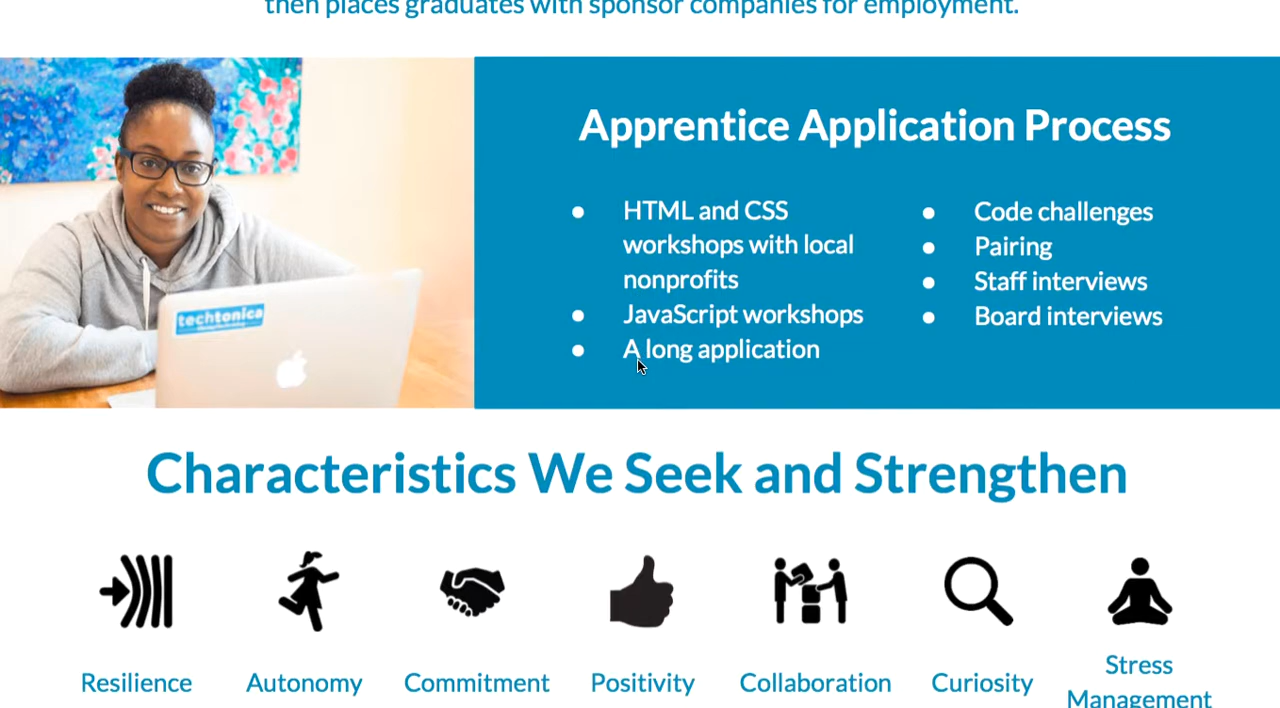 then places graduates with sponsor companies for employment.
techtonica
Apprentice Application Process
HTML and CSS
workshops with local
nonprofits
JavaScript workshops
A long application
Code challenges
Pairing
Staff interviews
Board interviews
Characteristics We Seek and Strengthen
Resilience
Autonomy
Commitment
Positivity
Collaboration
Curiosity
Stress
Management